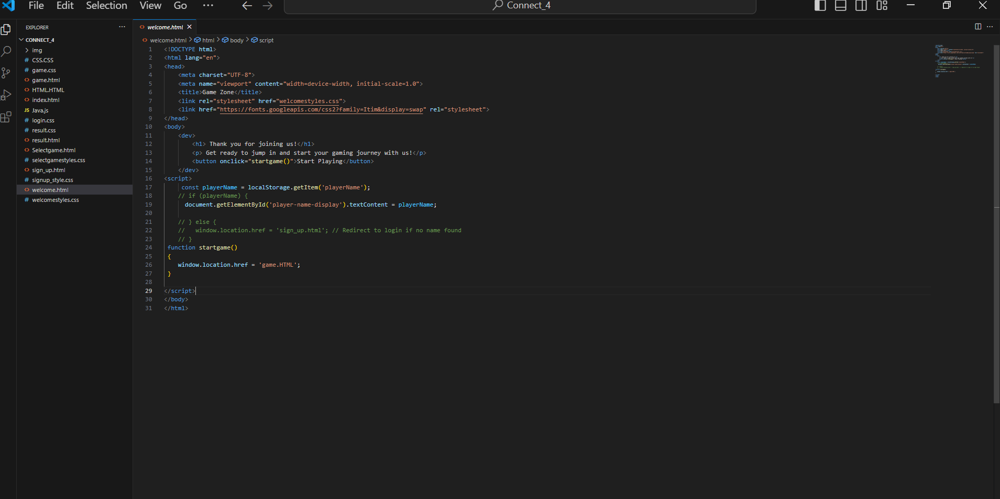 File Edit Selection View Go ··· Connect_4
EXPLORER ···
CONNECT_4
img
# CSS.CSS
# game.css
<> game.html
<> HTML.HTML
<> index.html
JS Java.js
# login.css
# result.css
<> result.html
<> Selectgame.html
# selectgamestyles.css
<> sign_up.html
# signup_style.css
<> welcome.html
# welcomestyles.css
<> welcome.html
<> welcome.html > html > body > script
1 <!DOCTYPE html>
2 <html lang="en">
3 <head>
4 <meta charset="UTF-8">
5 <meta name="viewport" content="width=device-width, initial-scale=1.0">
6 <title>Game Zone</title>
7 <link rel="stylesheet" href="welcomestyles.css">
8 <link href="https://fonts.googleapis.com/css2?family=Itim&display=swap" rel="stylesheet">
9 </head>
10 <body>
11 <dev>
12 <h1> Thank you for joining us!</h1>
13 <p> Get ready to jump in and start your gaming journey with us!</p>
14 <button onclick="startgame()">Start Playing</button>
15 </dev>
16 <script>
17 const playerName = localStorage.getItem('playerName');
18 // if (playerName) {
19 document.getElementById('player-name-display').textContent = playerName;
20
21 // } else {
22 // window.location.href = 'sign_up.html'; // Redirect to login if no name found
23 // }
24 function startgame()
25 {
26 window.location.href = 'game.HTML';
27 }
28
29 </script>
30 </body>
31 </html>